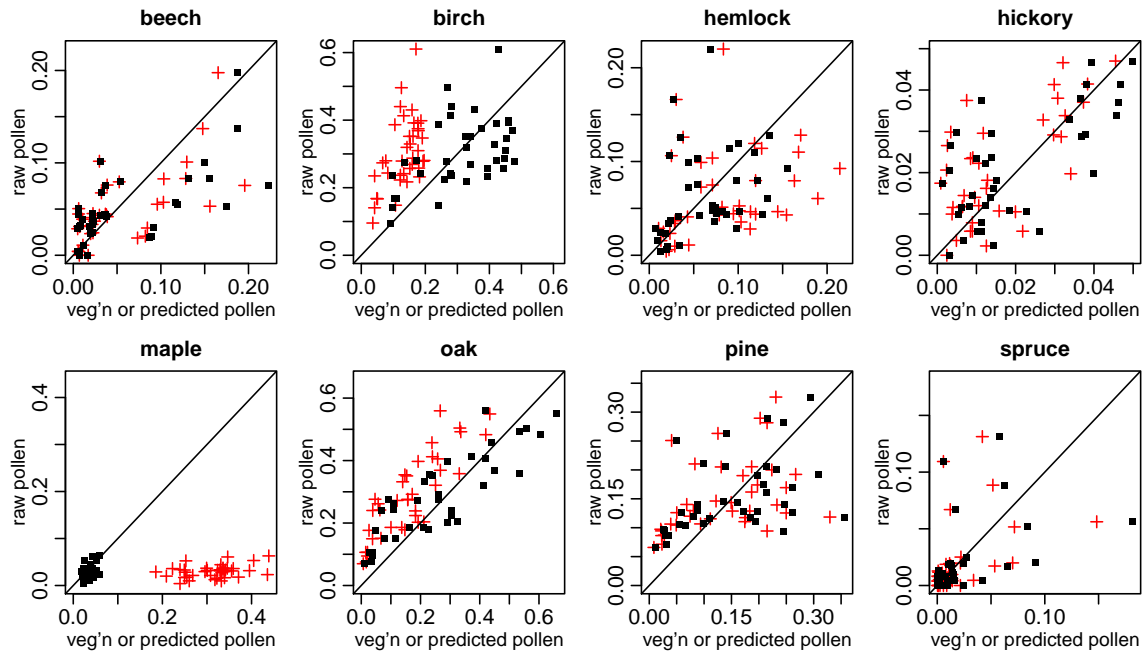 beech birch hemlock hickory
raw pollen 0.00 0.10 0.20 raw pollen 0.0 0.2 0.4 0.6 raw pollen 0.00 0.10 0.20 raw pollen 0.00 0.02 0.04
0.00 0.10 0.20 0.0 0.2 0.4 0.6 0.00 0.10 0.20 0.00 0.02 0.04
veg'n or predicted pollen veg'n or predicted pollen veg'n or predicted pollen veg'n or predicted pollen
maple oak pine spruce
raw pollen 0.0 0.2 0.4 raw pollen 0.0 0.2 0.4 0.6 raw pollen 0.00 0.15 0.30 raw pollen 0.00 0.10
0.0 0.2 0.4 0.0 0.2 0.4 0.6 0.00 0.15 0.30 0.00 0.10
veg'n or predicted pollen veg'n or predicted pollen veg'n or predicted pollen veg'n or predicted pollen